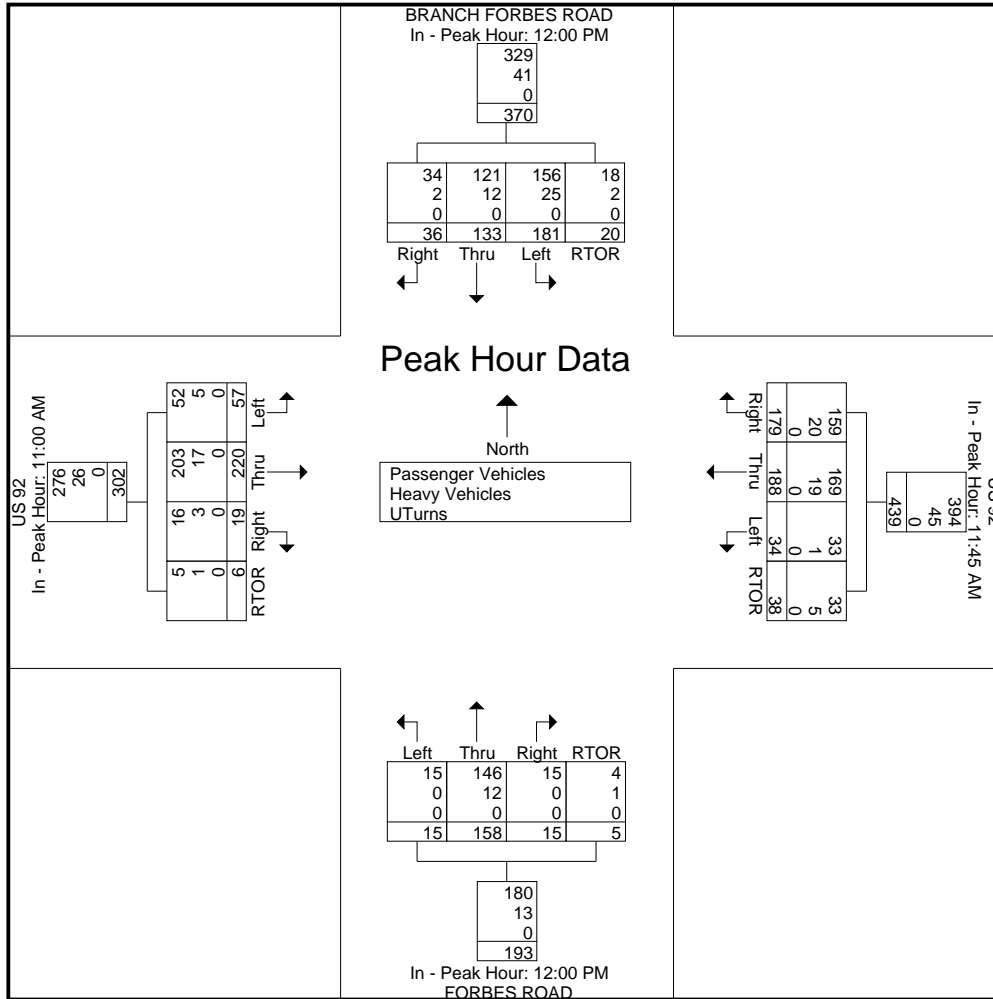 BRANCH FORBES ROAD
In - Peak Hour: 12:00 PM
329
41
0
370
34 121 156 18
2 12 25 2
0 0 0 0
36 133 181 20
Right Thru Left RTOR
Peak Hour Data
North
Passenger Vehicles
Heavy Vehicles
UTurns
US 92
In - Peak Hour: 11:00 AM
276
26
0
302
52 5 0 57 Left
203 17 0 220 Thru
16 3 0 19 Right
5 1 0 6 RTOR
US 92
In - Peak Hour: 11:45 AM
394
45
0
439
Right 179 0 20 159
Thru 188 0 19 169
Left 34 0 1 33
RTOR 38 0 5 33
Left Thru Right RTOR
15 146 15 4
0 12 0 1
0 0 0 0
15 158 15 5
180
13
0
193
In - Peak Hour: 12:00 PM
FORBES ROAD